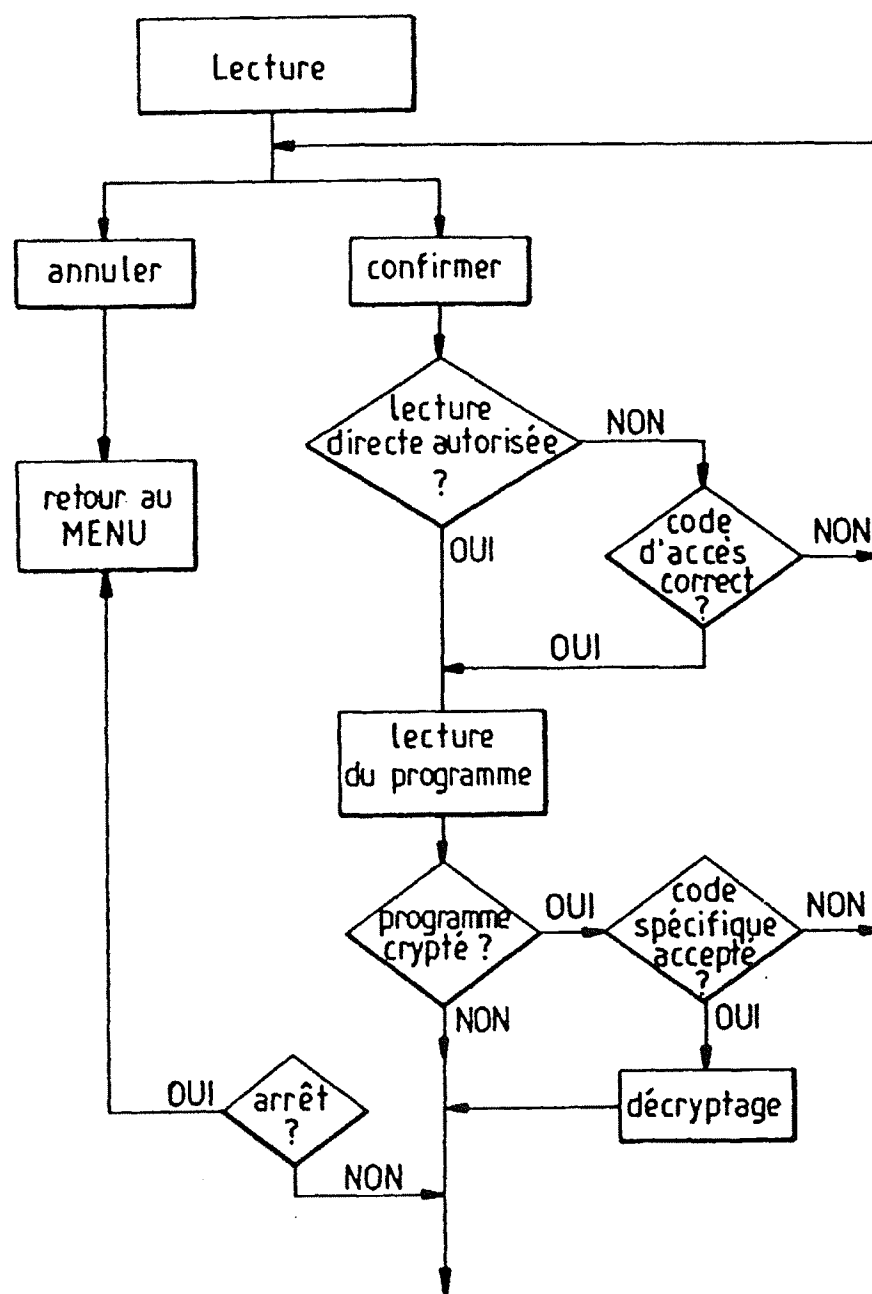 Lecture
annuler
confirmer
lecture
directe autorisée
?
NON
OUI
retour au
MENU
code
d'accès
correct
?
NON
OUI
lecture
du programme
programme
crypté ?
OUI
NON
code
spécifique
accepté
?
NON
OUI
décryptage
arrêt
?
OUI
NON